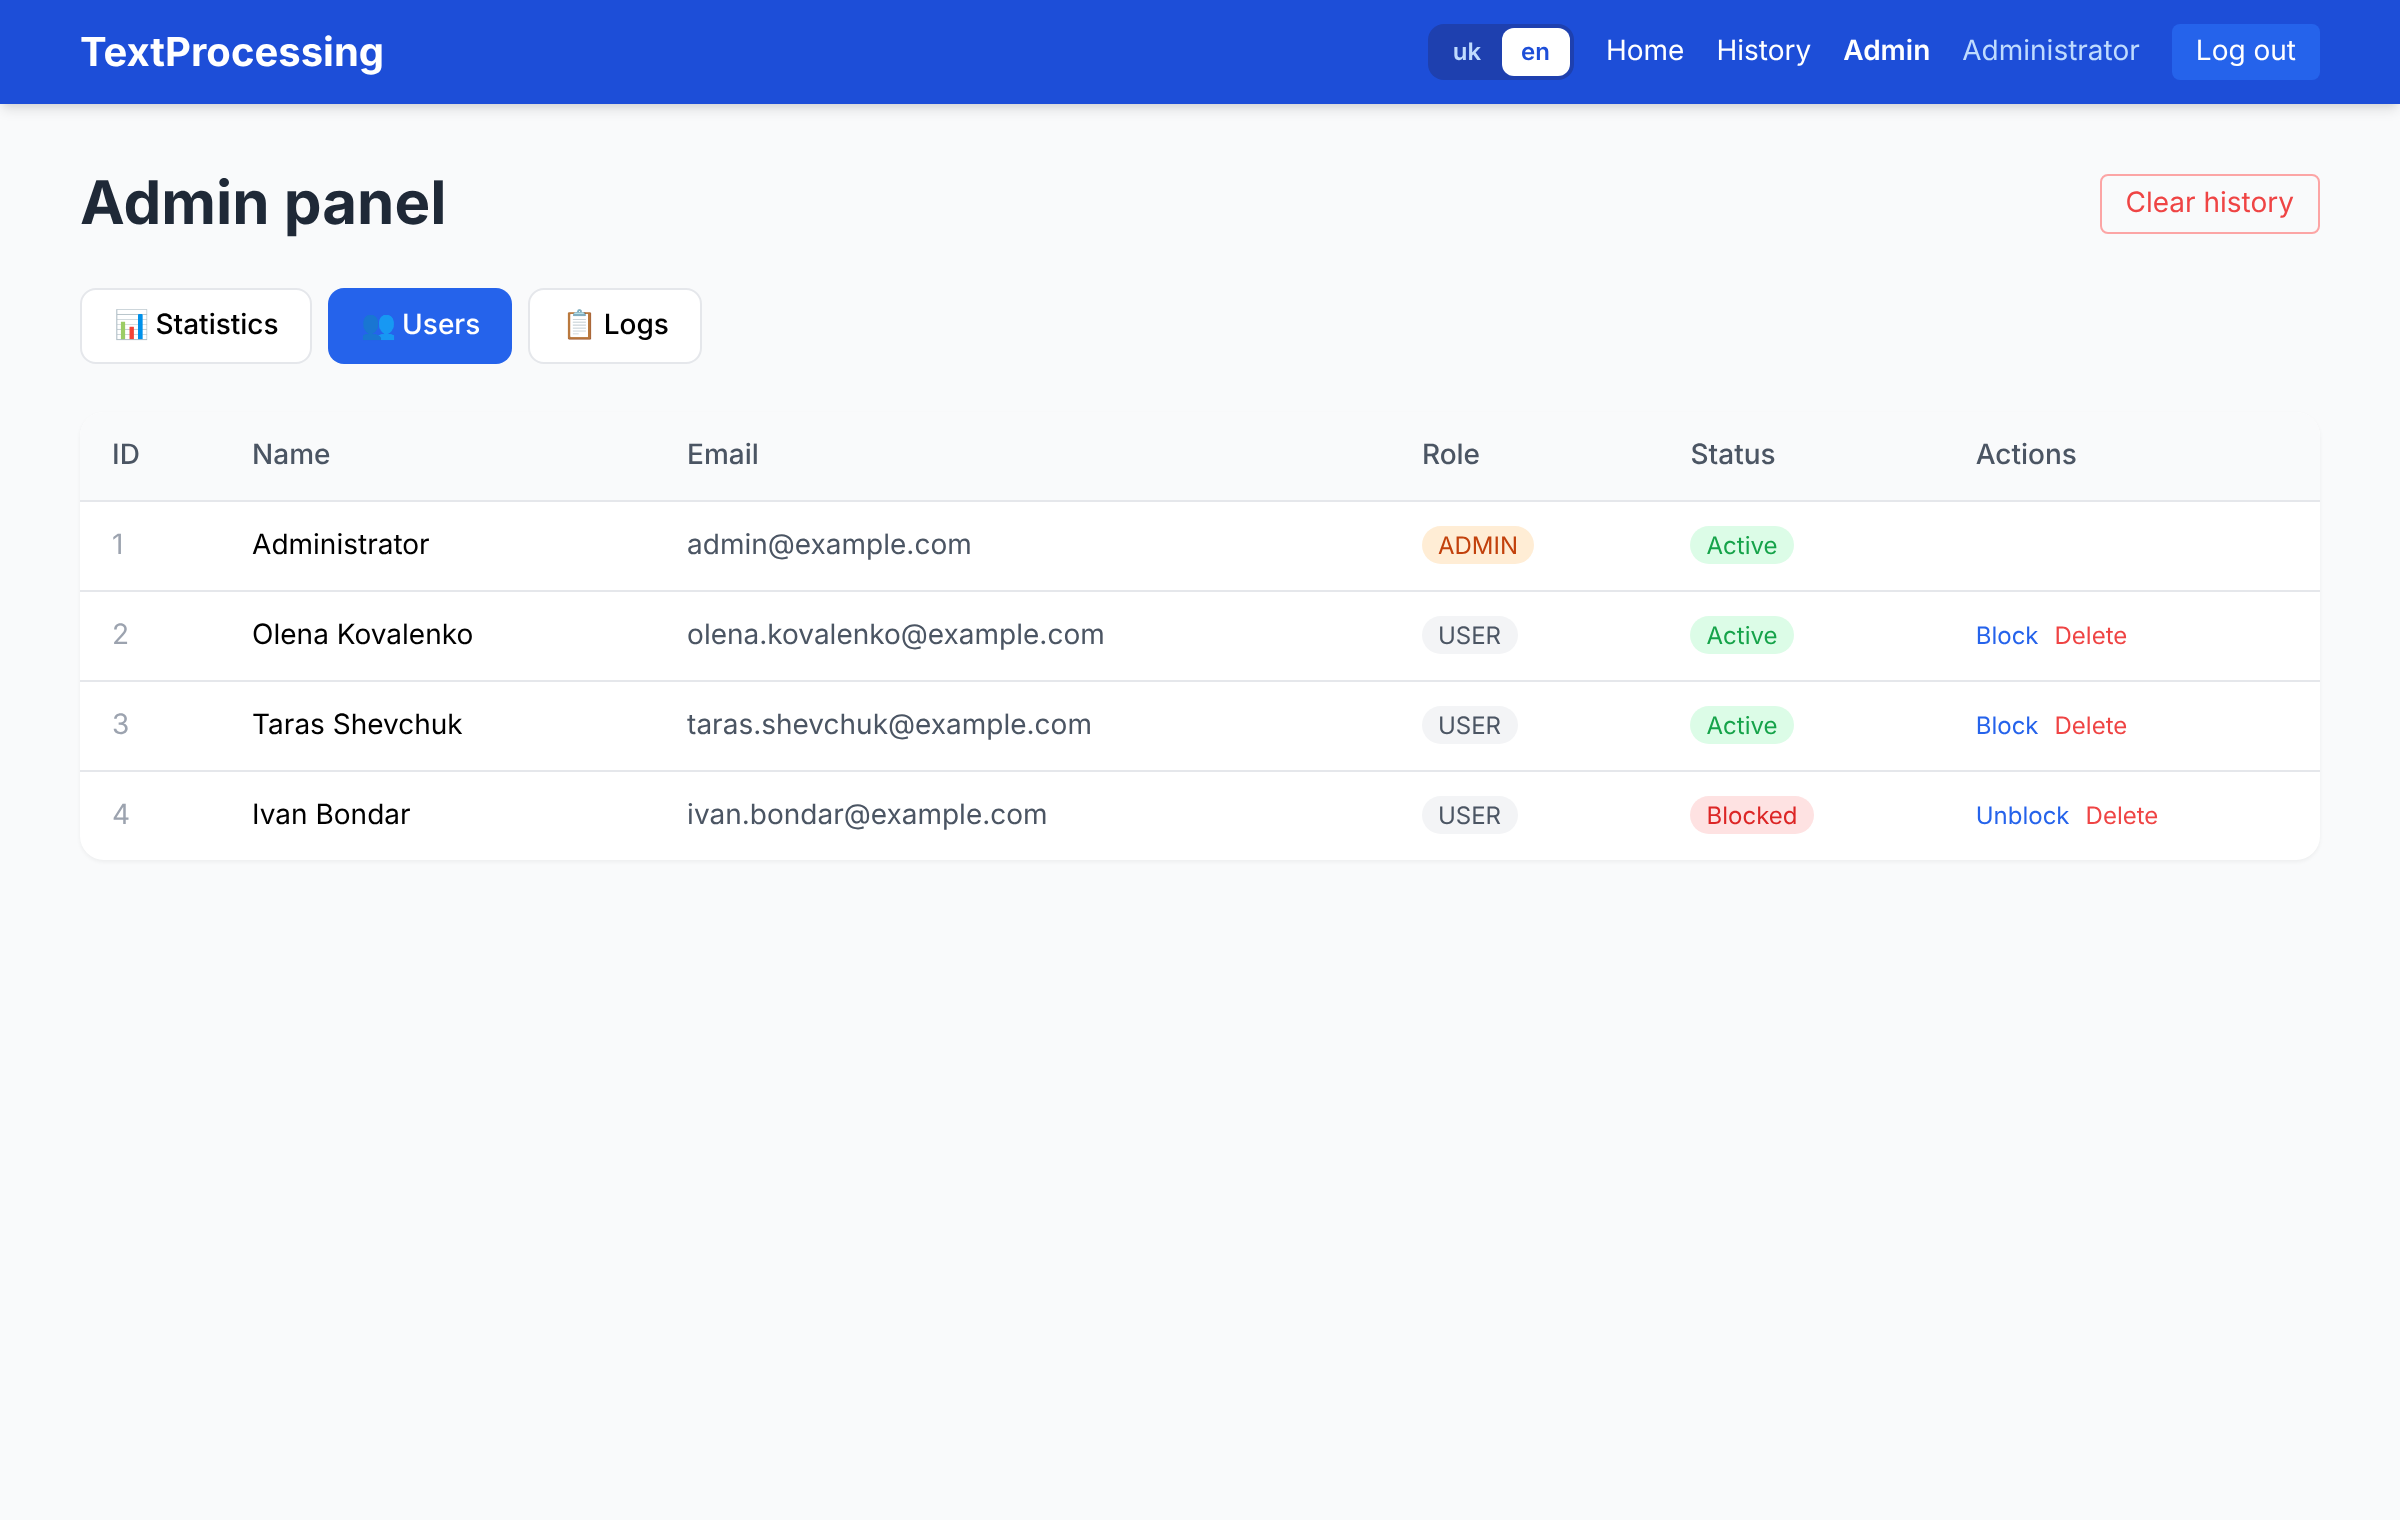 TextProcessing
uk en Home History Admin Administrator Log out
Admin panel
Clear history
📊 Statistics 👥 Users 📋 Logs
ID Name Email Role Status Actions
1 Administrator admin@example.com ADMIN Active
2 Olena Kovalenko olena.kovalenko@example.com USER Active Block Delete
3 Taras Shevchuk taras.shevchuk@example.com USER Active Block Delete
4 Ivan Bondar ivan.bondar@example.com USER Blocked Unblock Delete